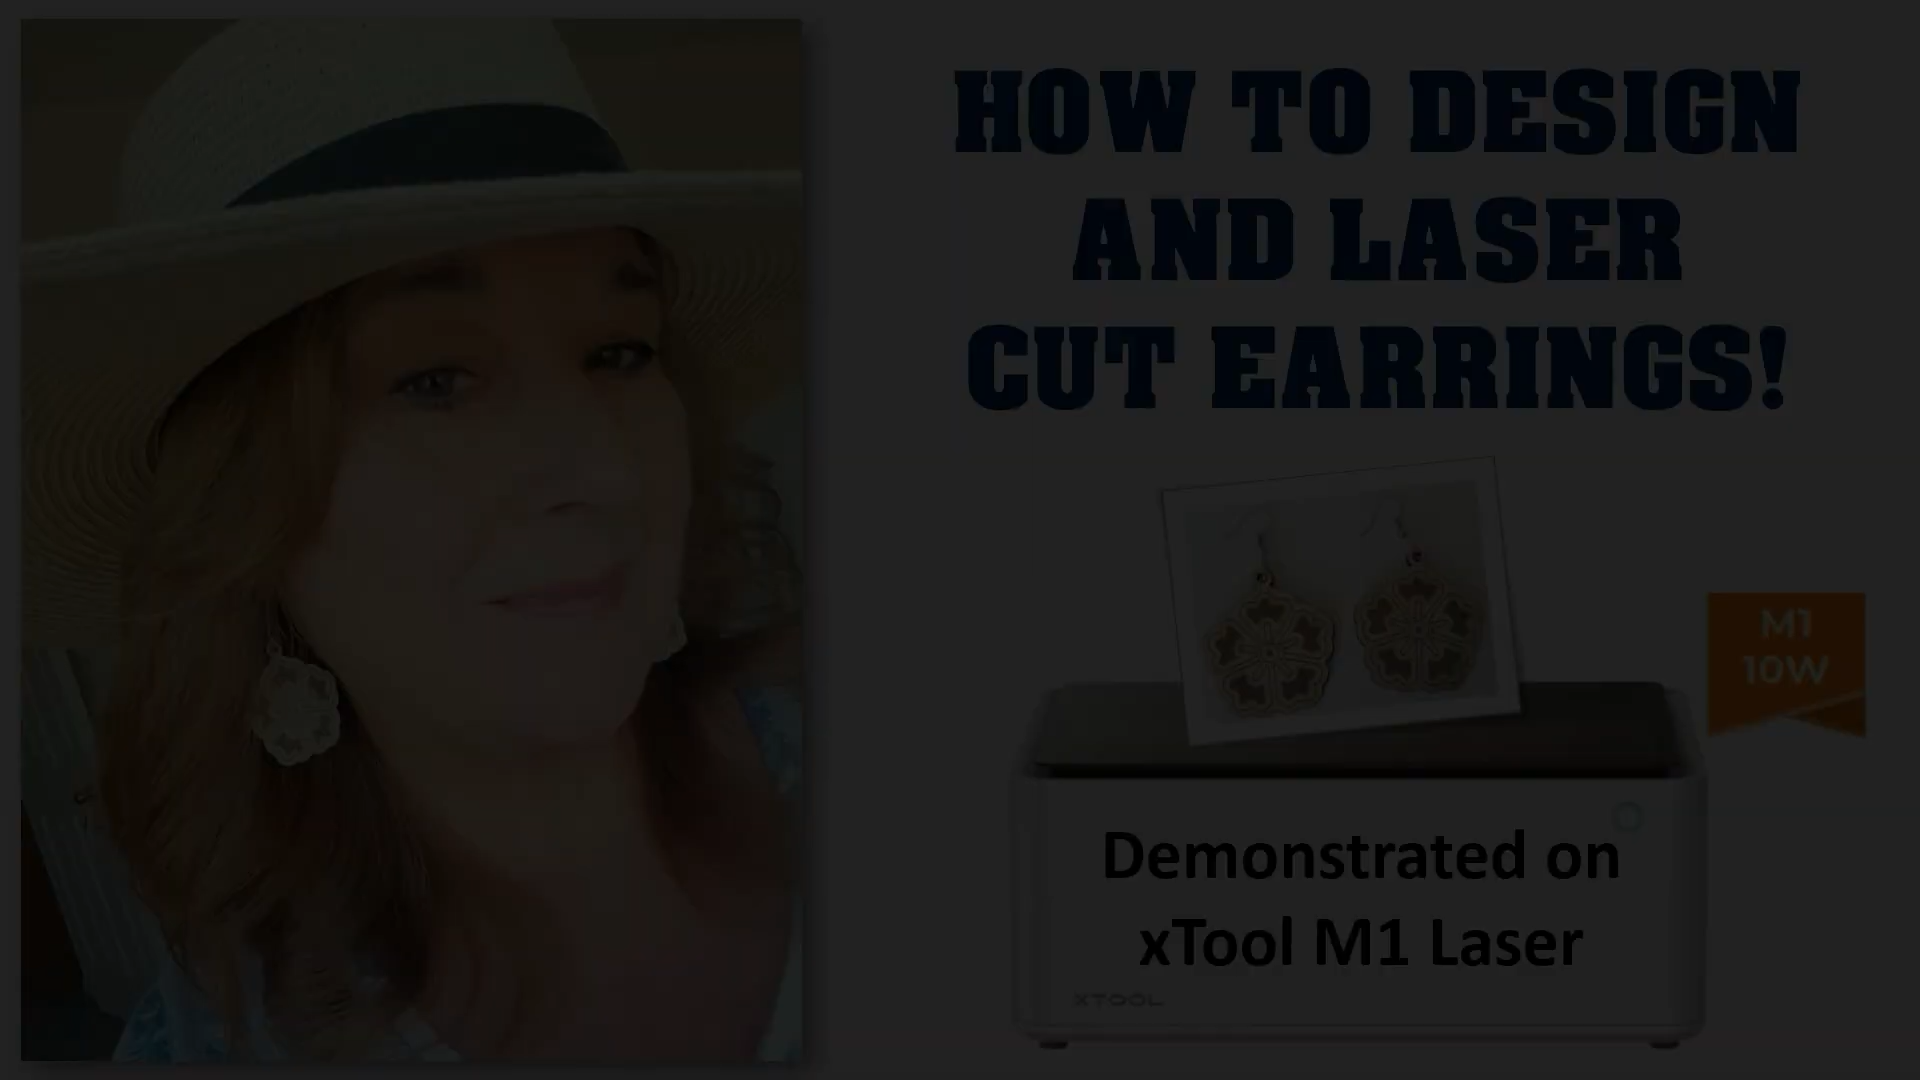 HOW TO DESIGN
AND LASER
CUT EARRINGS!
M1
10W
Demonstrated on
xTool M1 Laser
XTOOL